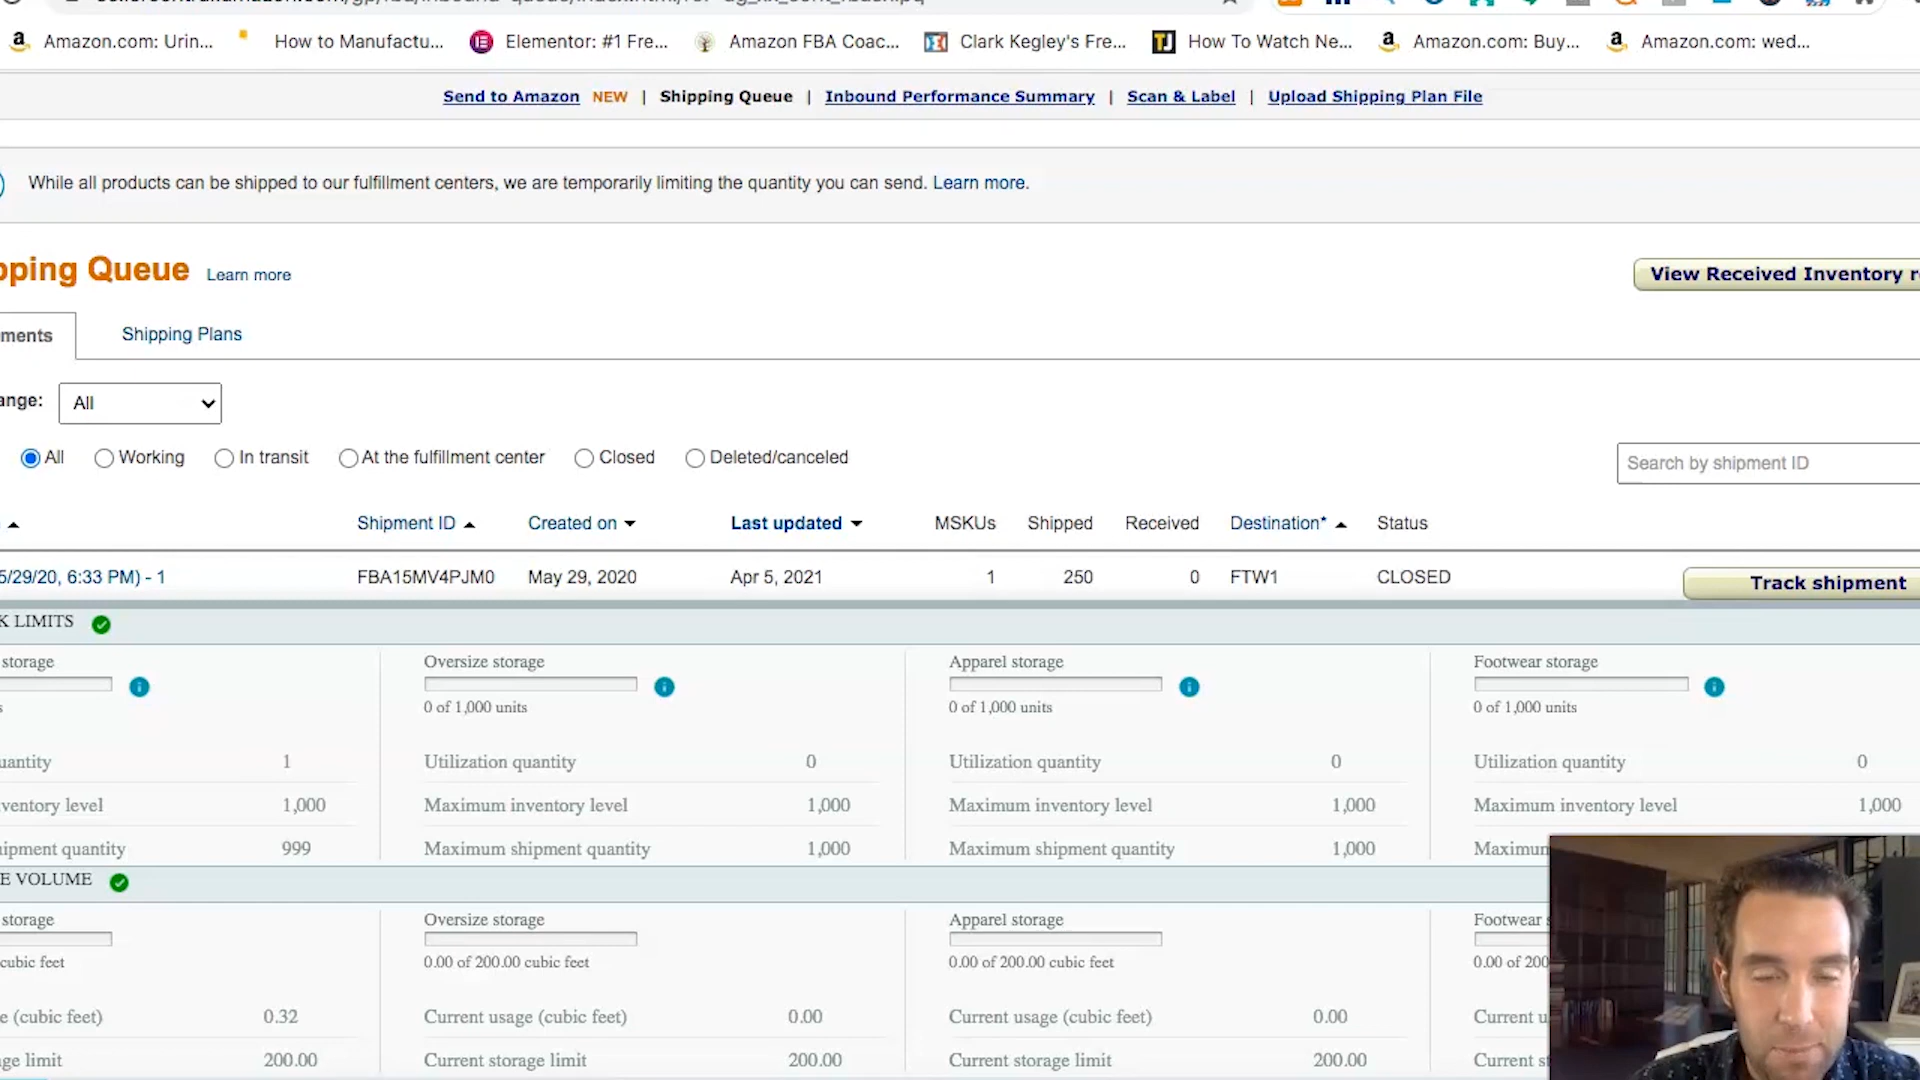 Amazon.com: Urin... How to Manufactu... Elementor: #1 Fre... Amazon FBA Coac... Clark Kegley's Fre... TJ How To Watch Ne... Amazon.com: Buy... Amazon.com: wed...
Send to Amazon NEW | Shipping Queue | Inbound Performance Summary | Scan & Label | Upload Shipping Plan File
While all products can be shipped to our fulfillment centers, we are temporarily limiting the quantity you can send. Learn more.
pping Queue Learn more
View Received Inventory r
ments Shipping Plans
ange: All
All Working In transit At the fulfillment center Closed Deleted/canceled
Search by shipment ID
Shipment ID Created on Last updated MSKUs Shipped Received Destination* Status
5/29/20, 6:33 PM) - 1 FBA15MV4PJM0 May 29, 2020 Apr 5, 2021 1 250 0 FTW1 CLOSED Track shipment
K LIMITS
storage Oversize storage Apparel storage Footwear storage
s 0 of 1,000 units 0 of 1,000 units 0 of 1,000 units
uantity 1 Utilization quantity 0 Utilization quantity 0 Utilization quantity 0
ventory level 1,000 Maximum inventory level 1,000 Maximum inventory level 1,000 Maximum inventory level 1,000
ipment quantity 999 Maximum shipment quantity 1,000 Maximum shipment quantity 1,000 Maximum
E VOLUME
storage Oversize storage Apparel storage Footwear s
cubic feet 0.00 of 200.00 cubic feet 0.00 of 200.00 cubic feet 0.00 of 200
e (cubic feet) 0.32 Current usage (cubic feet) 0.00 Current usage (cubic feet) 0.00 Current u
ge limit 200.00 Current storage limit 200.00 Current storage limit 200.00 Current st